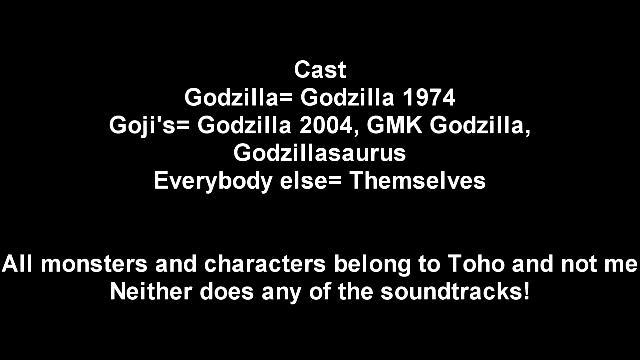 Cast
Godzilla= Godzilla 1974
Goji's= Godzilla 2004, GMK Godzilla,
Godzillasaurus
Everybody else= Themselves
All monsters and characters belong to Toho and not me
Neither does any of the soundtracks!